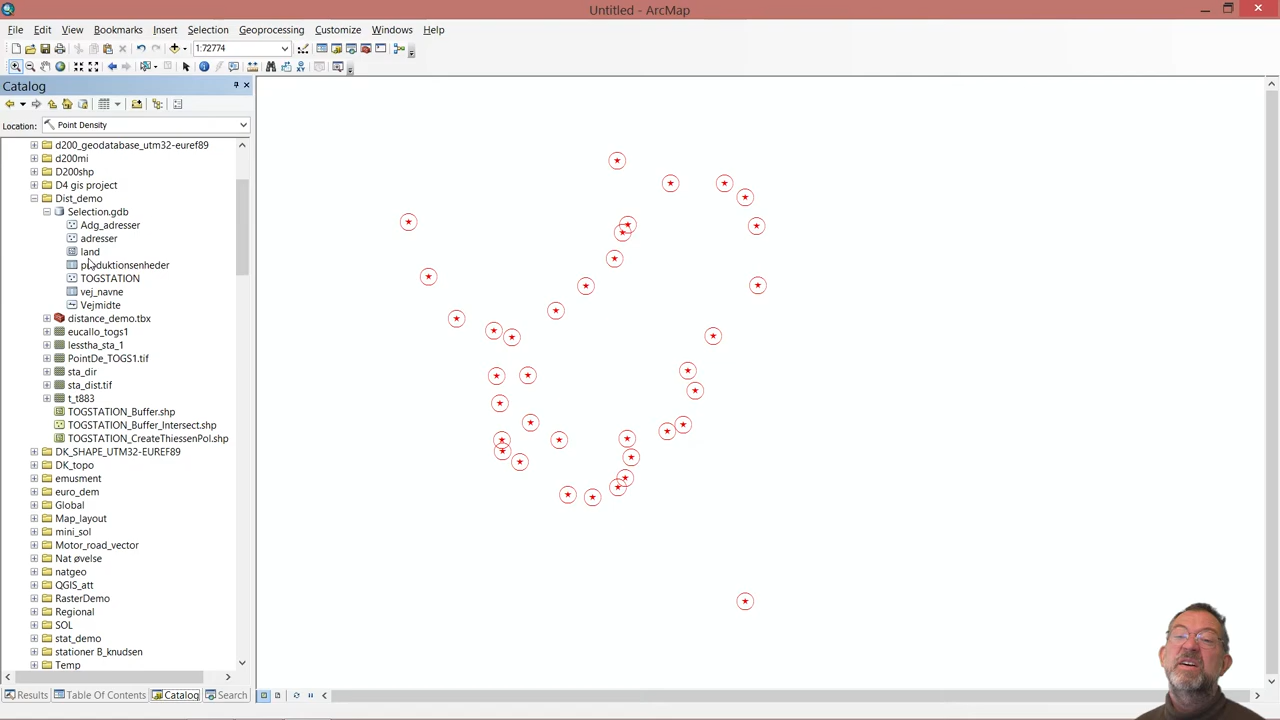 Untitled - ArcMap
File Edit View Bookmarks Insert Selection Geoprocessing Customize Windows Help
1:72774
Catalog
Location: Point Density
d200_geodatabase_utm32-euref89
d200mi
D200shp
D4 gis project
Dist_demo
Selection.gdb
Adg_adresser
adresser
land
produktionsenheder
TOGSTATION
vej_navne
Vejmidte
distance_demo.tbx
eucallo_togs1
lesstha_sta_1
PointDe_TOGS1.tif
sta_dir
sta_dist.tif
t_t883
TOGSTATION_Buffer.shp
TOGSTATION_Buffer_Intersect.shp
TOGSTATION_CreateThiessenPol.shp
DK_SHAPE_UTM32-EUREF89
DK_topo
emusment
euro_dem
Global
Map_layout
mini_sol
Motor_road_vector
Nat øvelse
natgeo
QGIS_att
RasterDemo
Regional
SOL
stat_demo
stationer B_knudsen
Temp
Results Table Of Contents Catalog Search